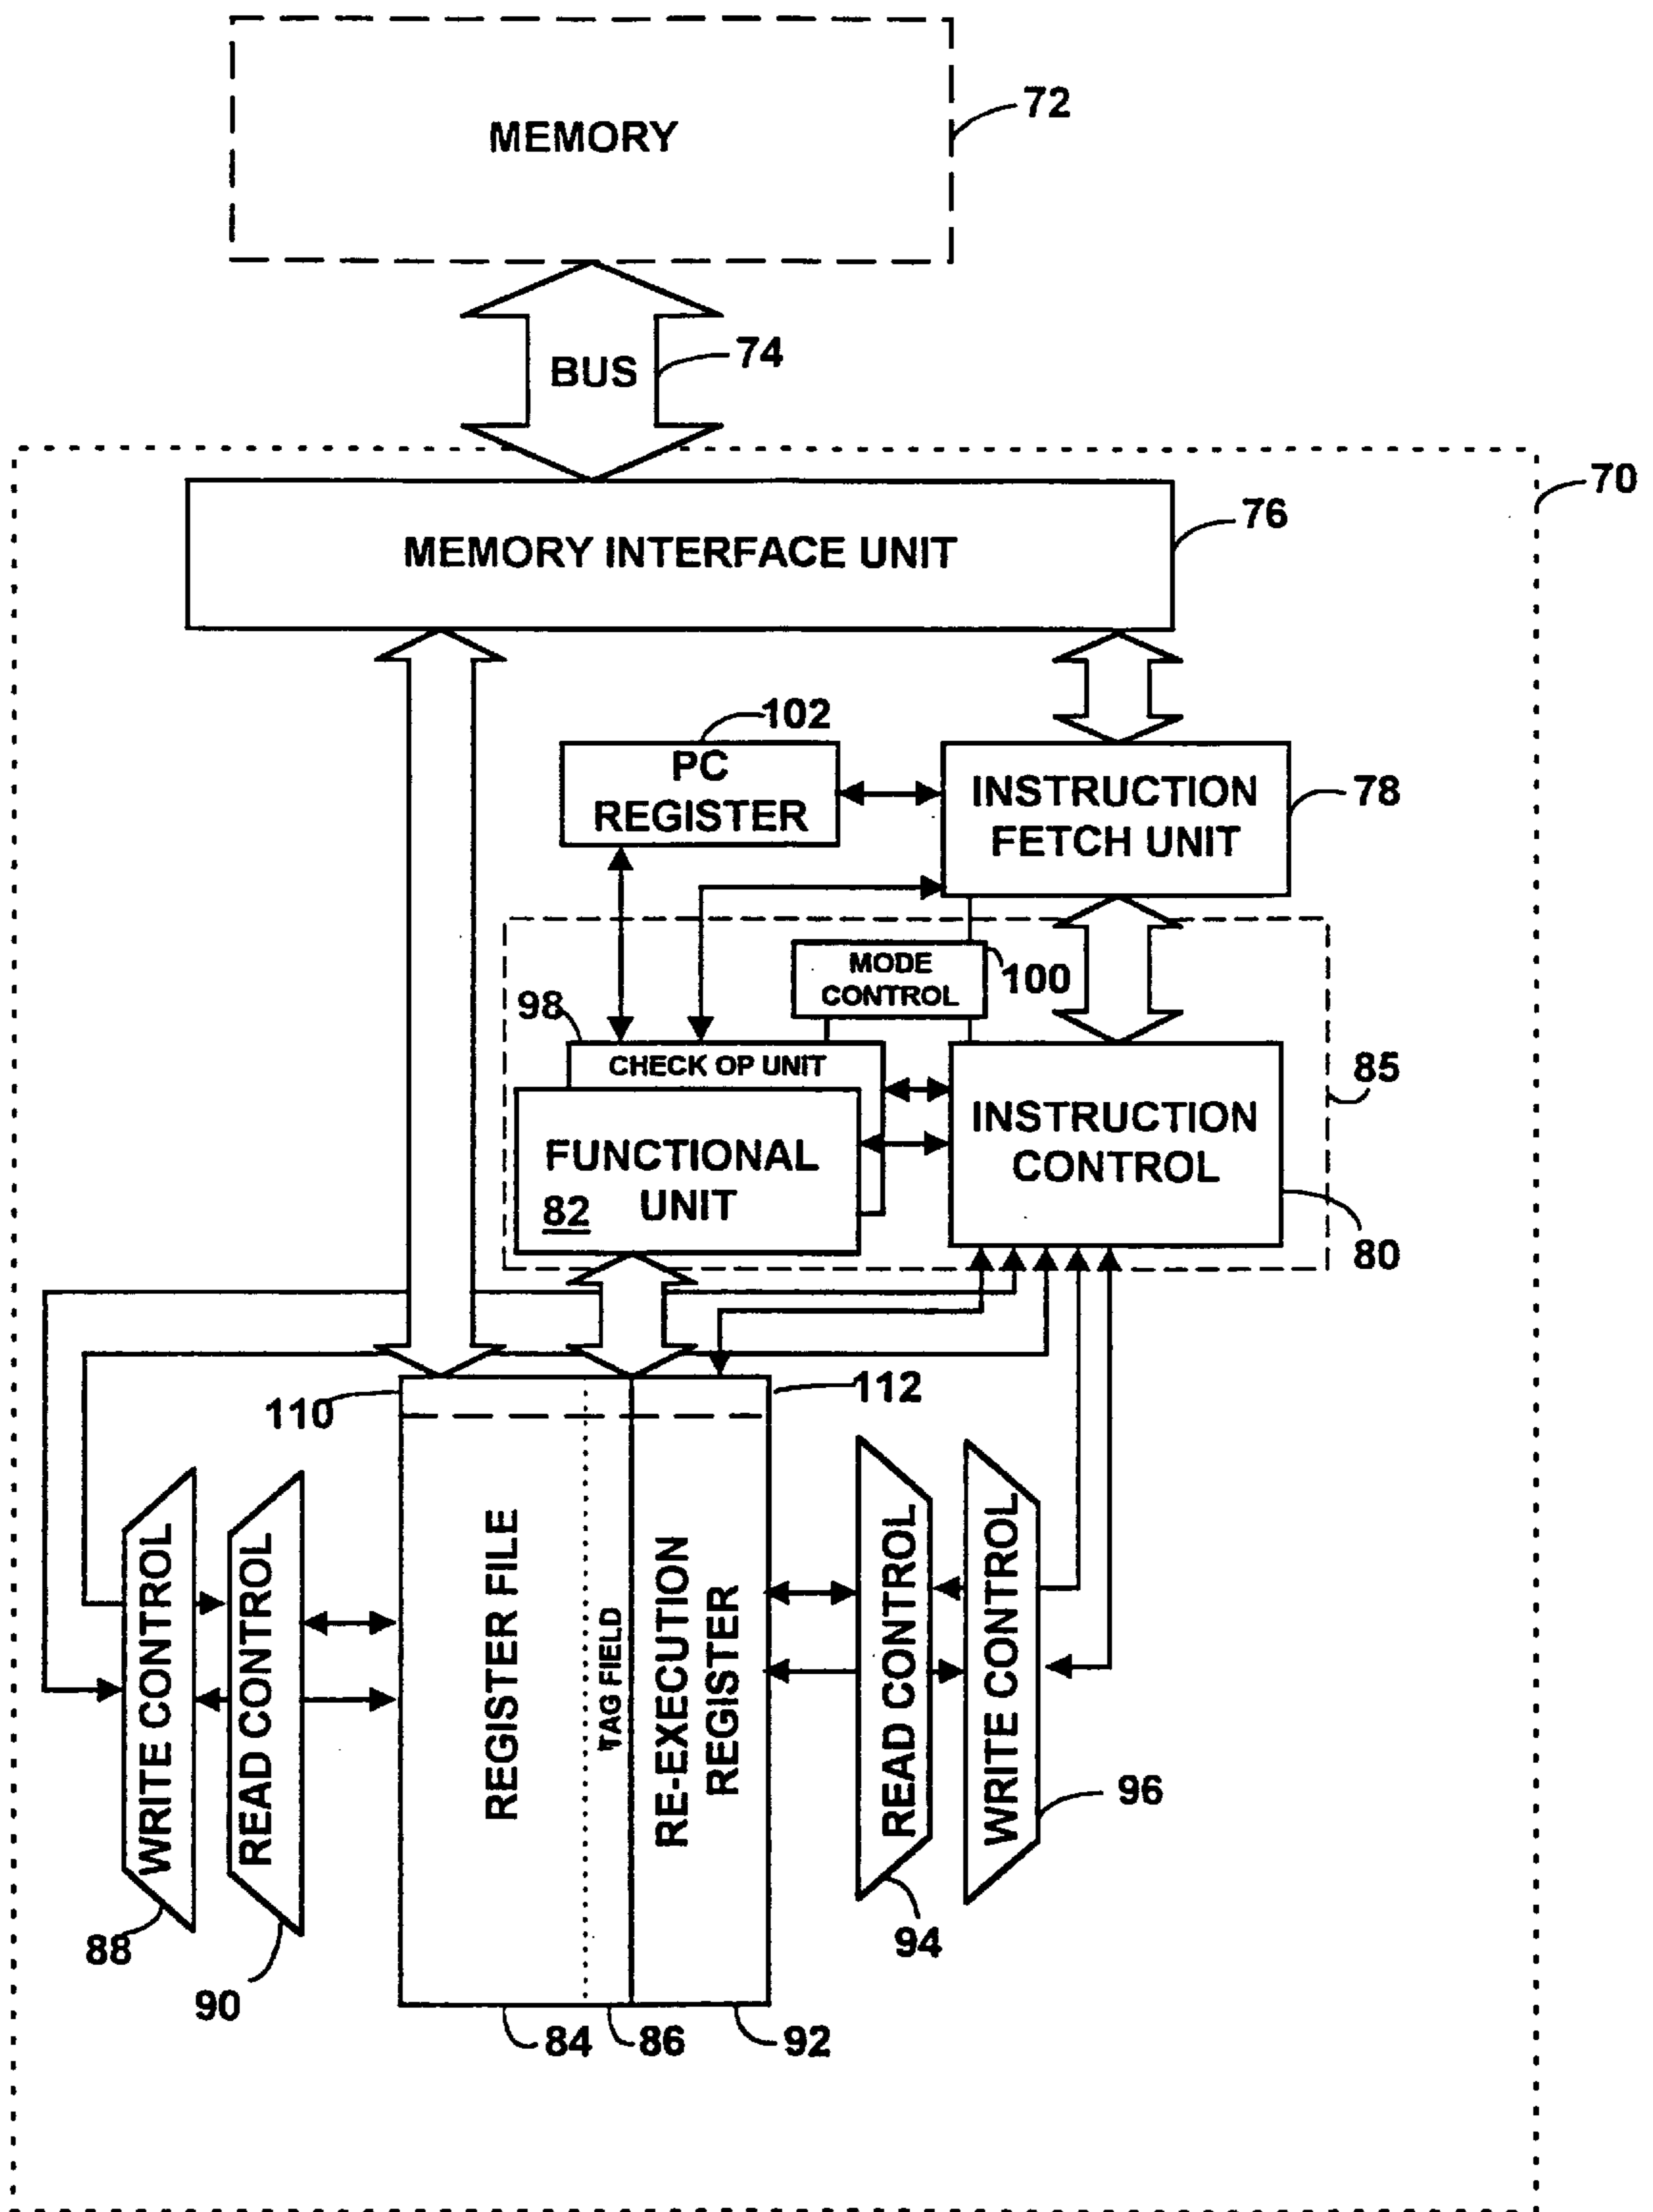 MEMORY
72
BUS
74
70
MEMORY INTERFACE UNIT
76
102
PC
REGISTER
INSTRUCTION
FETCH UNIT
78
MODE
CONTROL
100
98
CHECK OP UNIT
85
FUNCTIONAL
UNIT
82
INSTRUCTION
CONTROL
80
110
112
WRITE CONTROL
READ CONTROL
REGISTER FILE
TAG FIELD
RE-EXECUTION
REGISTER
READ CONTROL
WRITE CONTROL
96
88
90
94
84
86
92